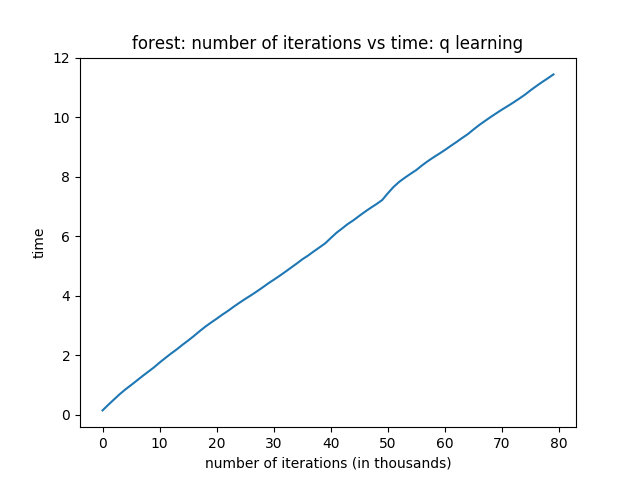 forest: number of iterations vs time: q learning
12
10
8
6
4
2
0
time
0 10 20 30 40 50 60 70 80
number of iterations (in thousands)